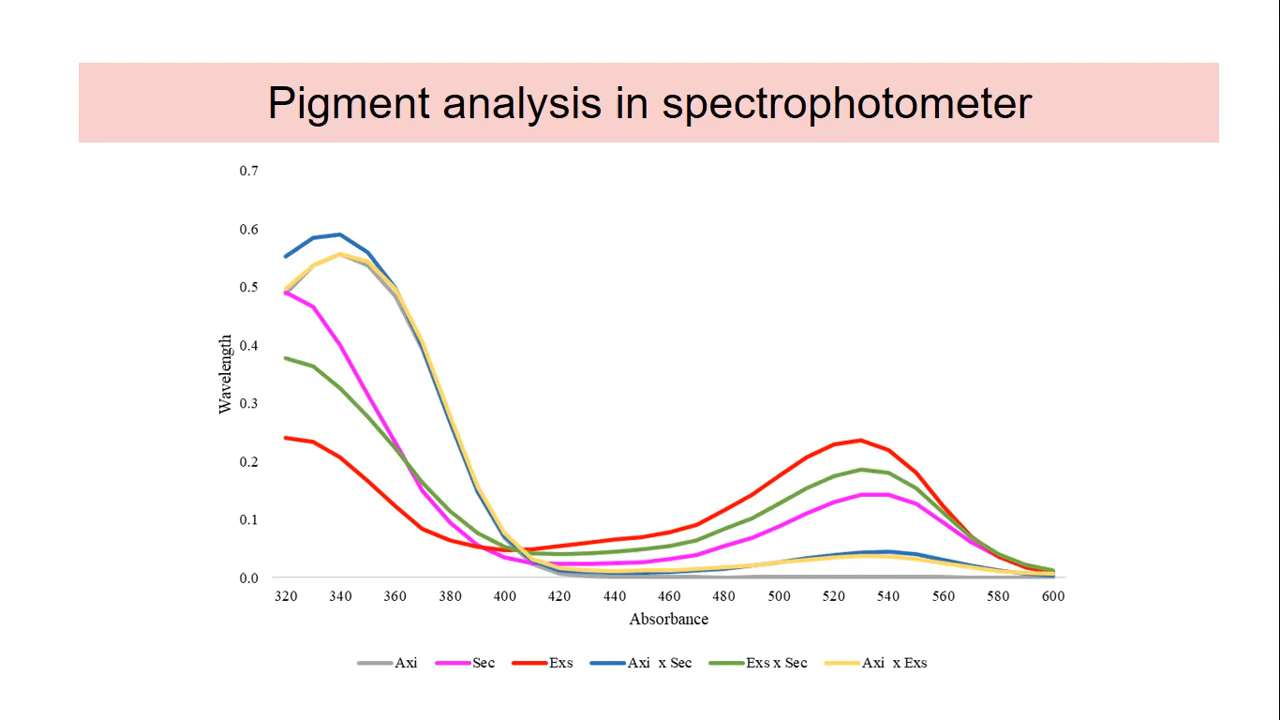 Pigment analysis in spectrophotometer
0.7
0.6
0.5
0.4
0.3
0.2
0.1
0.0
Wavelength
320 340 360 380 400 420 440 460 480 500 520 540 560 580 600
Absorbance
Axi Sec Exs Axi x Sec Exs x Sec Axi x Exs